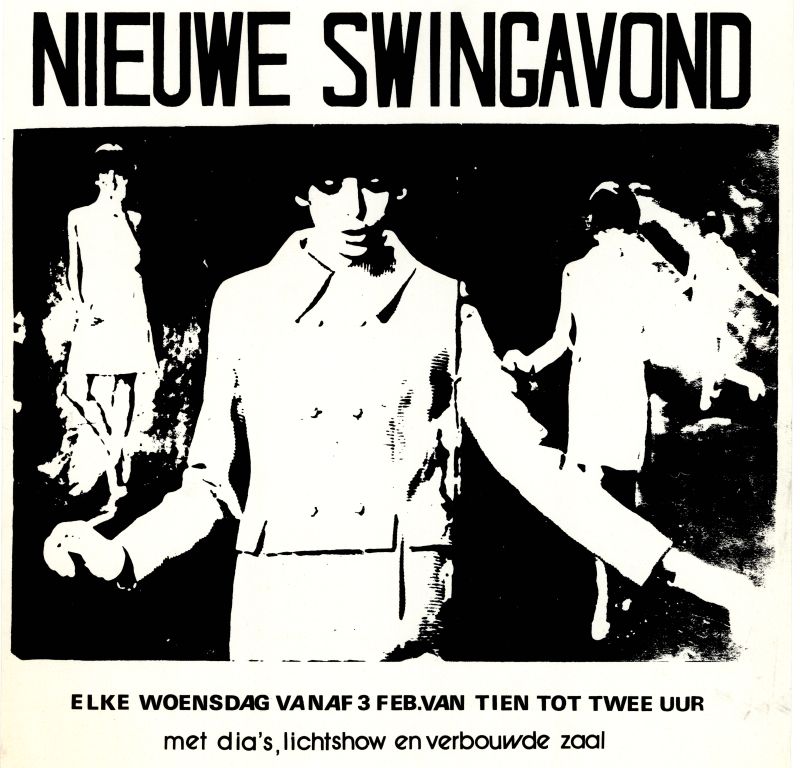 NIEUWE SWINGAVOND
ELKE WOENSDAG VANAF 3 FEB. VAN TIEN TOT TWEE UUR
met dia's, lichtshow en verbouwde zaal